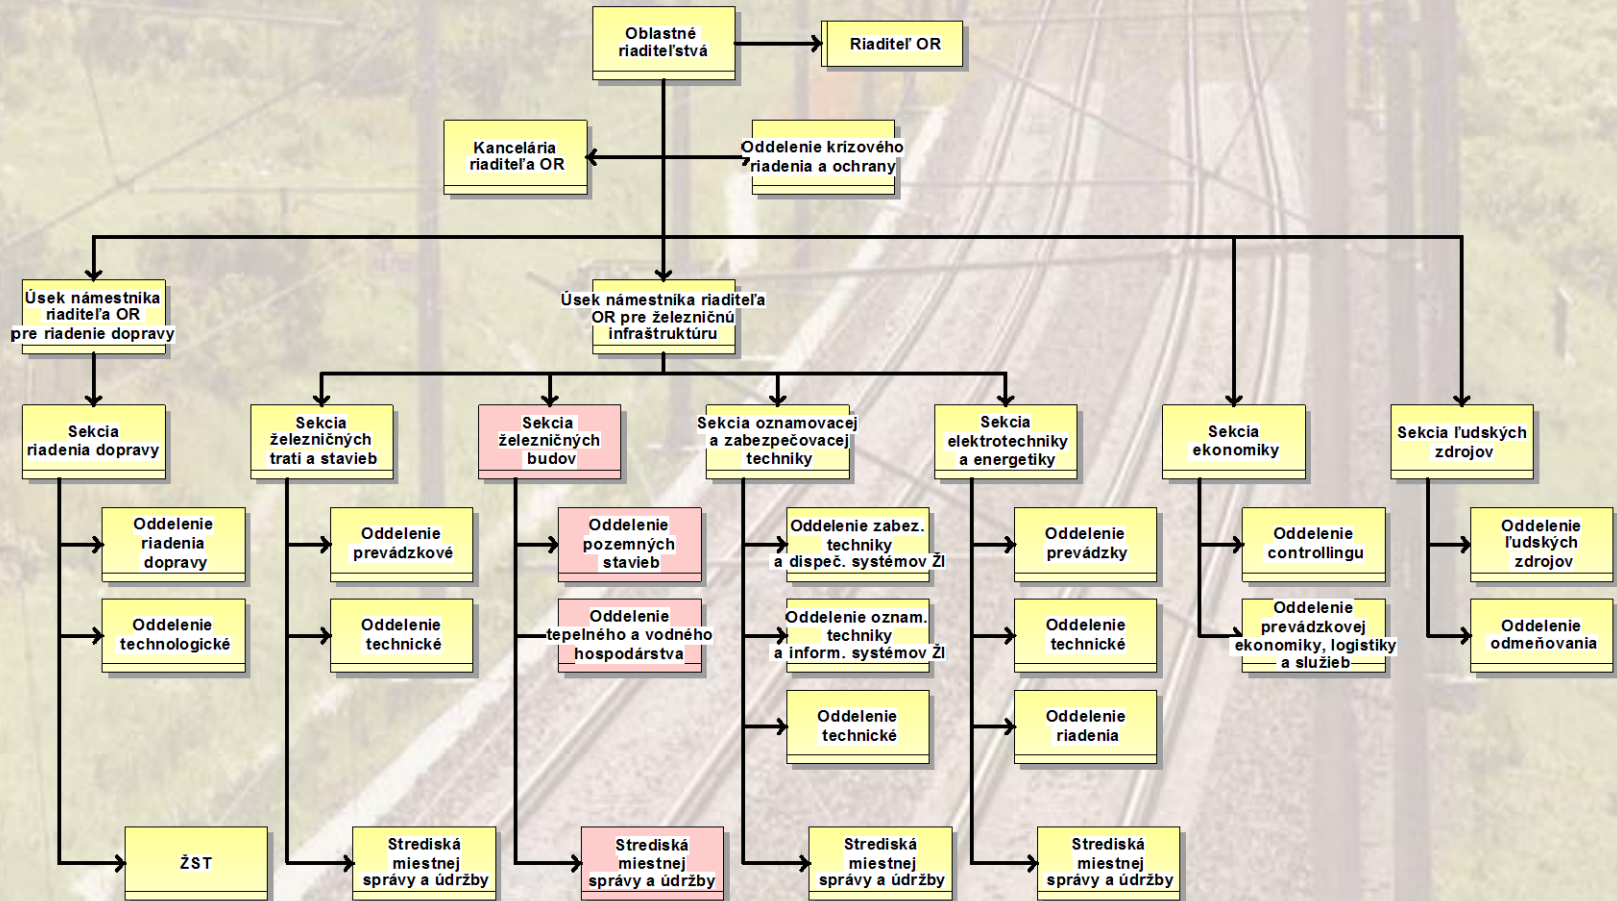 Oblastné
riaditeľstvá
Riaditeľ OR
Kancelária
riaditeľa OR
Oddelenie krízového
riadenia a ochrany
Úsek námestníka
riaditeľa OR
pre riadenie dopravy
Úsek námestníka riaditeľa
OR pre železničnú
infraštruktúru
Sekcia
riadenia dopravy
Sekcia
železničných
tratí a stavieb
Sekcia
železničných
budov
Sekcia oznamovacej
a zabezpečovacej
techniky
Sekcia
elektrotechniky
a energetiky
Sekcia
ekonomiky
Sekcia ľudských
zdrojov
Oddelenie
riadenia
dopravy
Oddelenie
prevádzkové
Oddelenie
pozemných
stavieb
Oddelenie zabez.
techniky
a dispeč. systémov ŽI
Oddelenie
prevádzky
Oddelenie
controllingu
Oddelenie
ľudských
zdrojov
Oddelenie
technologické
Oddelenie
technické
Oddelenie
tepelného a vodného
hospodárstva
Oddelenie oznam.
techniky
a inform. systémov ŽI
Oddelenie
technické
Oddelenie
prevádzkovej
ekonomiky, logistiky
a služieb
Oddelenie
odmeňovania
Oddelenie
technické
Oddelenie
riadenia
ŽST
Strediská
miestnej
správy a údržby
Strediská
miestnej
správy a údržby
Strediská
miestnej
správy a údržby
Strediská
miestnej
správy a údržby